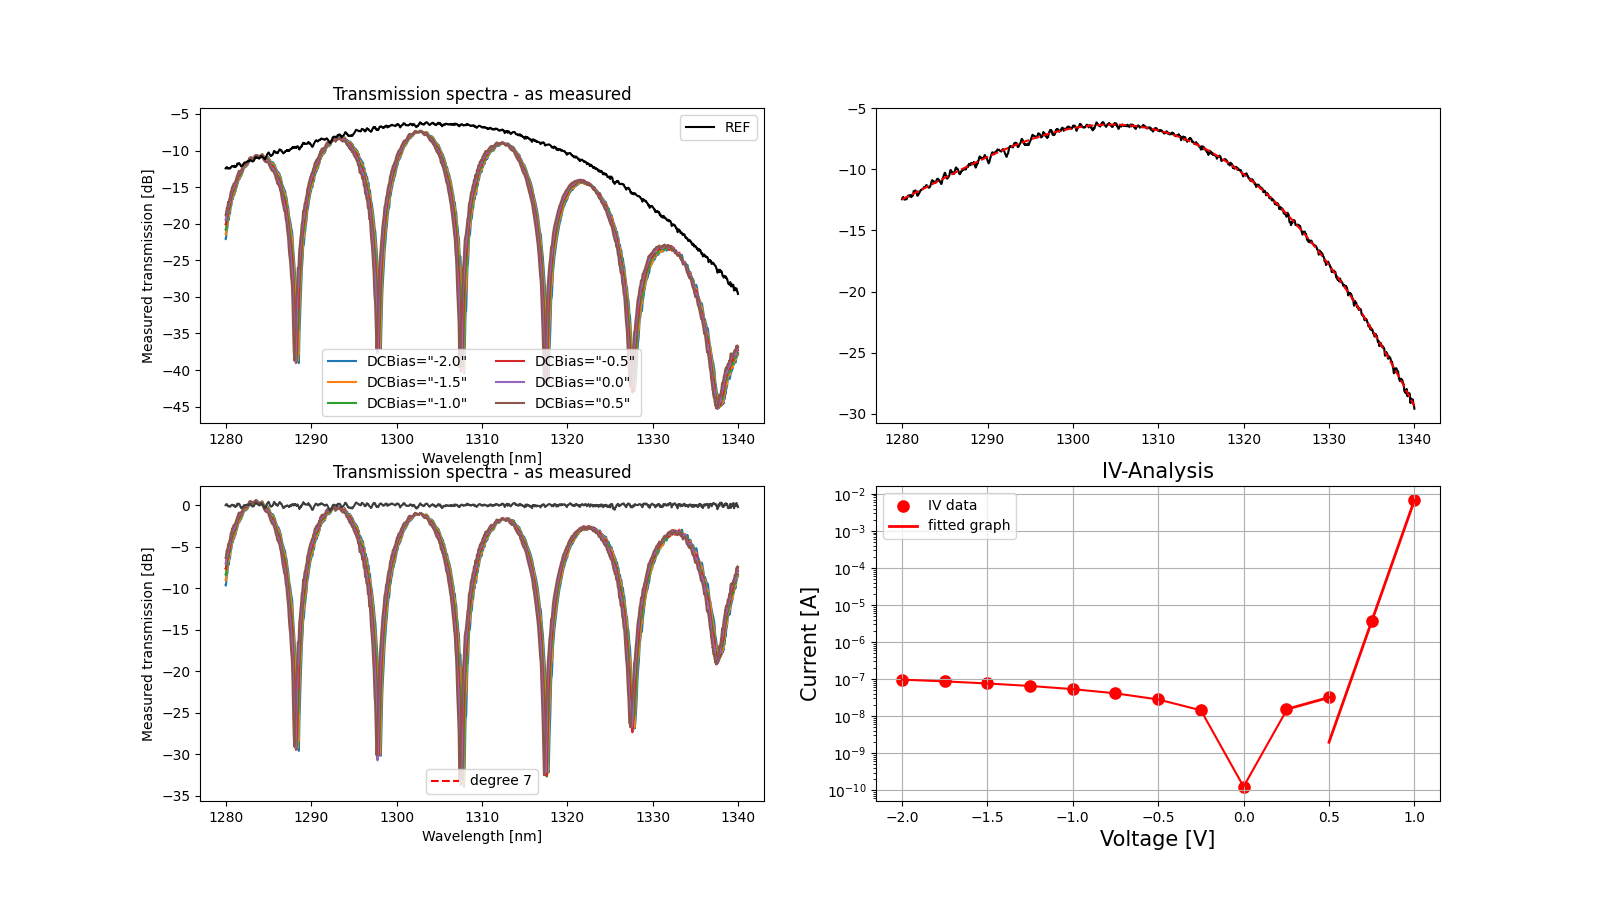 Transmission spectra - as measured
Measured transmission [dB]
−5
−10
−15
−20
−25
−30
−35
−40
−45
REF
DCBias="-2.0"
DCBias="-1.5"
DCBias="-1.0"
DCBias="-0.5"
DCBias="0.0"
DCBias="0.5"
1280 1290 1300 1310 1320 1330 1340
Wavelength [nm]
−5
−10
−15
−20
−25
−30
1280 1290 1300 1310 1320 1330 1340
Transmission spectra - as measured
Measured transmission [dB]
0
−5
−10
−15
−20
−25
−30
−35
degree 7
1280 1290 1300 1310 1320 1330 1340
Wavelength [nm]
IV-Analysis
Current [A]
10⁻²
10⁻³
10⁻⁴
10⁻⁵
10⁻⁶
10⁻⁷
10⁻⁸
10⁻⁹
10⁻¹⁰
IV data
fitted graph
−2.0 −1.5 −1.0 −0.5 0.0 0.5 1.0
Voltage [V]